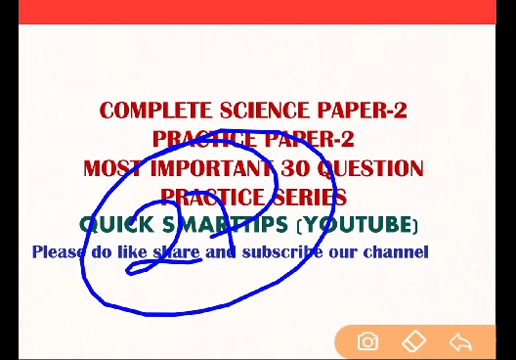 COMPLETE SCIENCE PAPER-2
PRACTICE PAPER-2
MOST IMPORTANT 30 QUESTION
PRACTICE SERIES
QUICK SMARTTIPS (YOUTUBE)
Please do like share and subscribe our channel
27